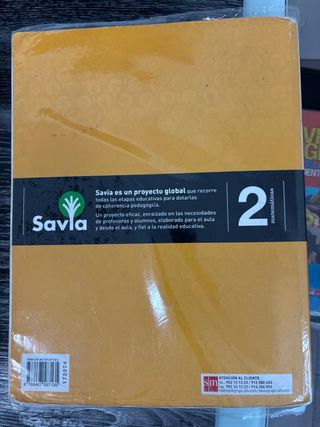 Savia es un proyecto global que recorre
todas las etapas educativas para dotarlas
de coherencia pedagógica.
Un proyecto eficaz, enraizado en las necesidades
de profesores y alumnos, elaborado para el aula
y desde el aula, y fiel a la realidad educativa.
Savia
2
matemáticas
172074
sm
ATENCIÓN AL CLIENTE